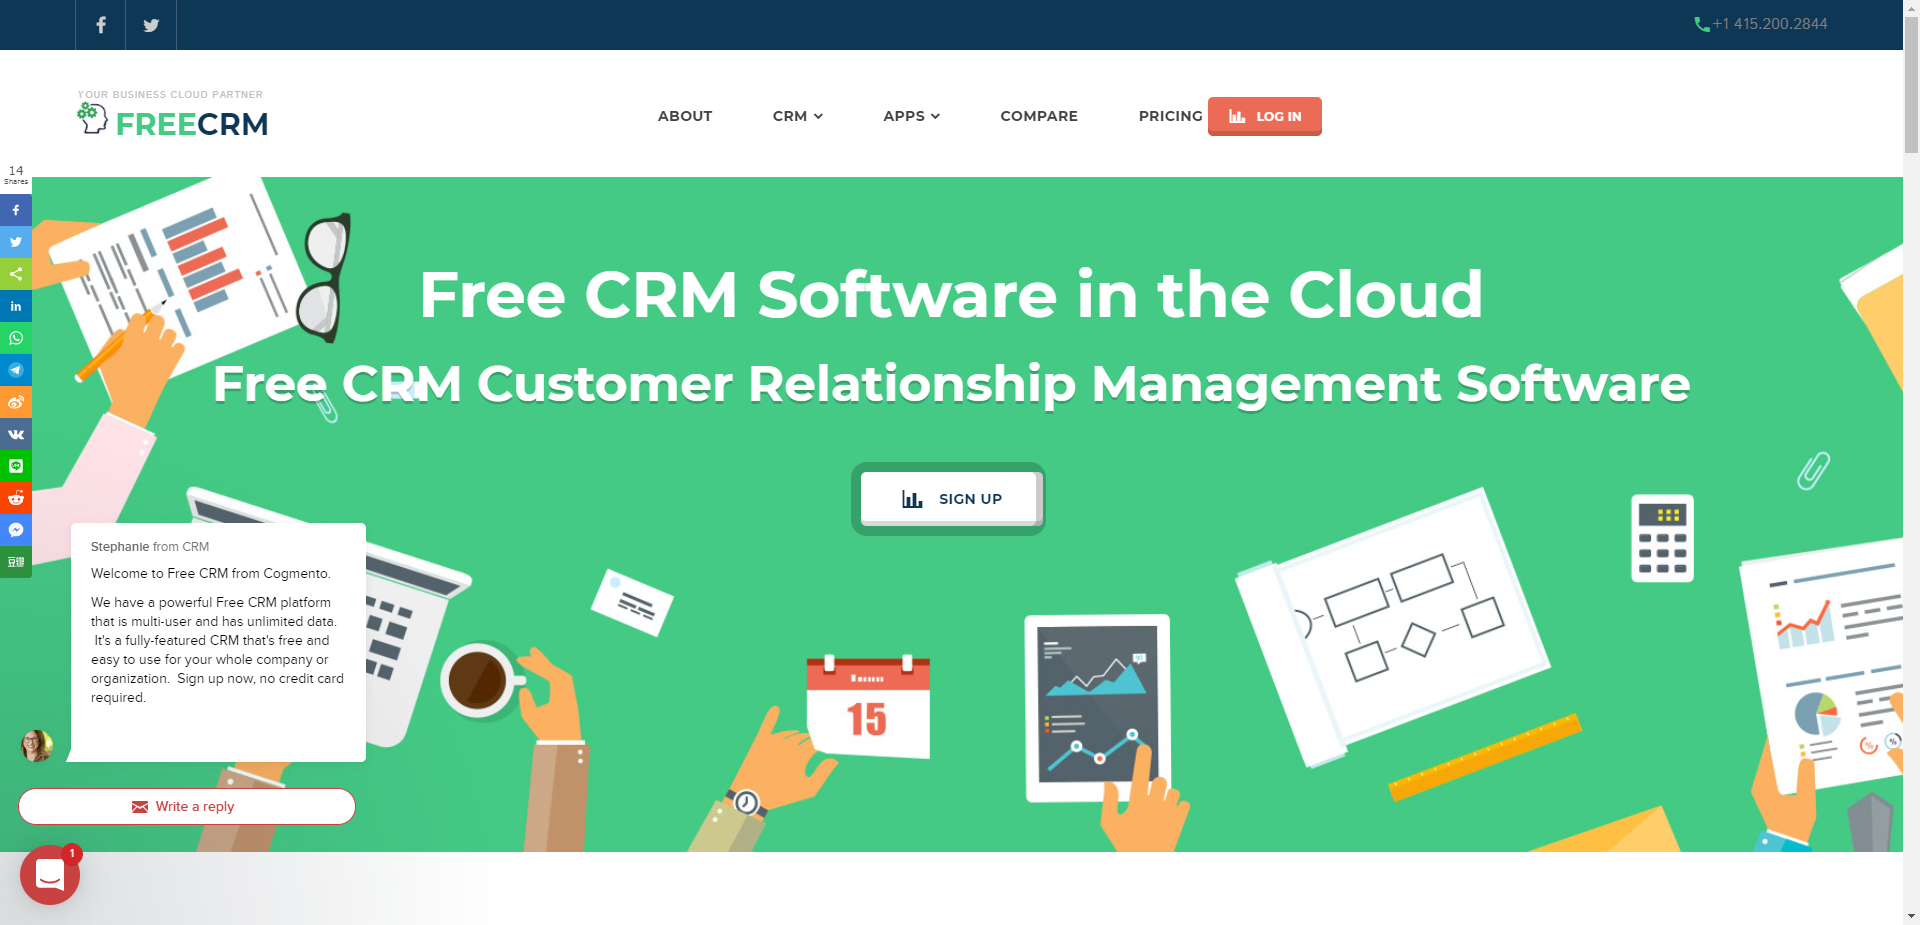 +1 415.200.2844
YOUR BUSINESS CLOUD PARTNER
FREECRM
ABOUT CRM APPS COMPARE PRICING LOG IN
14
Shares
Free CRM Software in the Cloud
Free CRM Customer Relationship Management Software
SIGN UP
Stephanie from CRM
Welcome to Free CRM from Cogmento.
We have a powerful Free CRM platform
that is multi-user and has unlimited data.
It's a fully-featured CRM that's free and
easy to use for your whole company or
organization. Sign up now, no credit card
required.
15
Write a reply
1